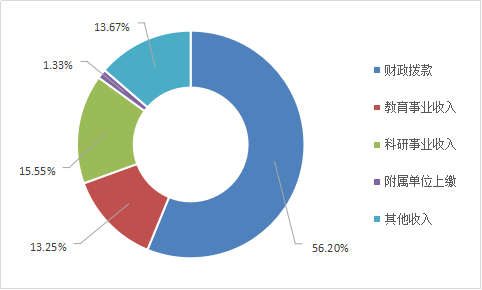 13.67%
1.33%
15.55%
13.25%
56.20%
财政拨款
教育事业收入
科研事业收入
附属单位上缴
其他收入